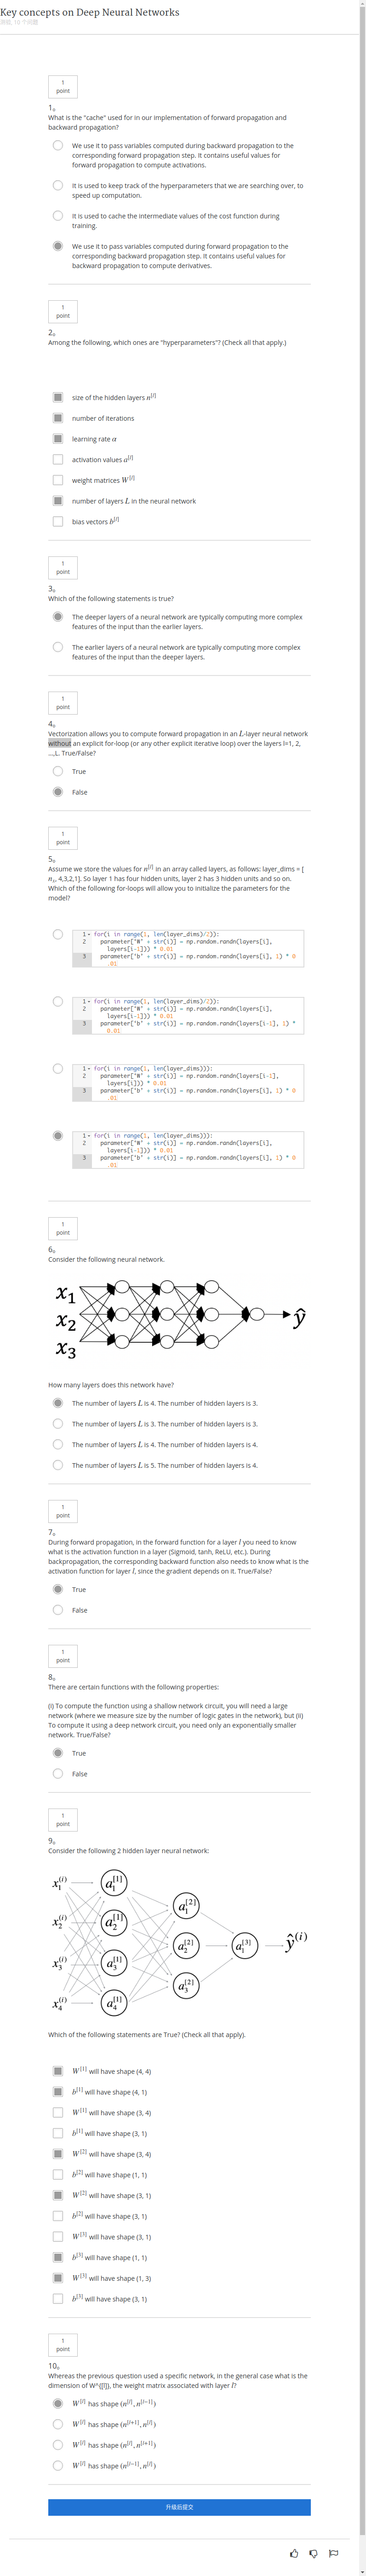 Key concepts on Deep Neural Networks
测验, 10 个问题
1
point
1。
What is the "cache" used for in our implementation of forward propagation and
backward propagation?
We use it to pass variables computed during backward propagation to the
corresponding forward propagation step. It contains useful values for
forward propagation to compute activations.
It is used to keep track of the hyperparameters that we are searching over, to
speed up computation.
It is used to cache the intermediate values of the cost function during
training.
We use it to pass variables computed during forward propagation to the
corresponding backward propagation step. It contains useful values for
backward propagation to compute derivatives.
1
point
2。
Among the following, which ones are "hyperparameters"? (Check all that apply.)
size of the hidden layers n^[l]
number of iterations
learning rate α
activation values a^[l]
weight matrices W^[l]
number of layers L in the neural network
bias vectors b^[l]
1
point
3。
Which of the following statements is true?
The deeper layers of a neural network are typically computing more complex
features of the input than the earlier layers.
The earlier layers of a neural network are typically computing more complex
features of the input than the deeper layers.
1
point
4。
Vectorization allows you to compute forward propagation in an L-layer neural network
without an explicit for-loop (or any other explicit iterative loop) over the layers l=1, 2,
…,L. True/False?
True
False
1
point
5。
Assume we store the values for n^[l] in an array called layers, as follows: layer_dims = [
n_x, 4,3,2,1]. So layer 1 has four hidden units, layer 2 has 3 hidden units and so on.
Which of the following for-loops will allow you to initialize the parameters for the
model?
1 for(i in range(1, len(layer_dims)/2)):
2 parameter['W' + str(i)] = np.random.randn(layers[i],
layers[i-1])) * 0.01
3 parameter['b' + str(i)] = np.random.randn(layers[i], 1) * 0
.01
1 for(i in range(1, len(layer_dims)/2)):
2 parameter['W' + str(i)] = np.random.randn(layers[i],
layers[i-1])) * 0.01
3 parameter['b' + str(i)] = np.random.randn(layers[i-1], 1) *
0.01
1 for(i in range(1, len(layer_dims))):
2 parameter['W' + str(i)] = np.random.randn(layers[i-1],
layers[i])) * 0.01
3 parameter['b' + str(i)] = np.random.randn(layers[i], 1) * 0
.01
1 for(i in range(1, len(layer_dims))):
2 parameter['W' + str(i)] = np.random.randn(layers[i],
layers[i-1])) * 0.01
3 parameter['b' + str(i)] = np.random.randn(layers[i], 1) * 0
.01
1
point
6。
Consider the following neural network.
x₁
x₂
x₃
ŷ
How many layers does this network have?
The number of layers L is 4. The number of hidden layers is 3.
The number of layers L is 3. The number of hidden layers is 3.
The number of layers L is 4. The number of hidden layers is 4.
The number of layers L is 5. The number of hidden layers is 4.
1
point
7。
During forward propagation, in the forward function for a layer l you need to know
what is the activation function in a layer (Sigmoid, tanh, ReLU, etc.). During
backpropagation, the corresponding backward function also needs to know what is the
activation function for layer l, since the gradient depends on it. True/False?
True
False
1
point
8。
There are certain functions with the following properties:
(i) To compute the function using a shallow network circuit, you will need a large
network (where we measure size by the number of logic gates in the network), but (ii)
To compute it using a deep network circuit, you need only an exponentially smaller
network. True/False?
True
False
1
point
9。
Consider the following 2 hidden layer neural network:
x₁^(i)
x₂^(i)
x₃^(i)
x₄^(i)
a₁^[1]
a₂^[1]
a₃^[1]
a₄^[1]
a₁^[2]
a₂^[2]
a₃^[2]
a₁^[3]
ŷ^(i)
Which of the following statements are True? (Check all that apply).
W^[1] will have shape (4, 4)
b^[1] will have shape (4, 1)
W^[1] will have shape (3, 4)
b^[1] will have shape (3, 1)
W^[2] will have shape (3, 4)
b^[2] will have shape (1, 1)
W^[2] will have shape (3, 1)
b^[2] will have shape (3, 1)
W^[3] will have shape (3, 1)
b^[3] will have shape (1, 1)
W^[3] will have shape (1, 3)
b^[3] will have shape (3, 1)
1
point
10。
Whereas the previous question used a specific network, in the general case what is the
dimension of W^{[l]}, the weight matrix associated with layer l?
W^[l] has shape (n^[l], n^[l−1])
W^[l] has shape (n^[l+1], n^[l])
W^[l] has shape (n^[l], n^[l+1])
W^[l] has shape (n^[l−1], n^[l])
升级后提交